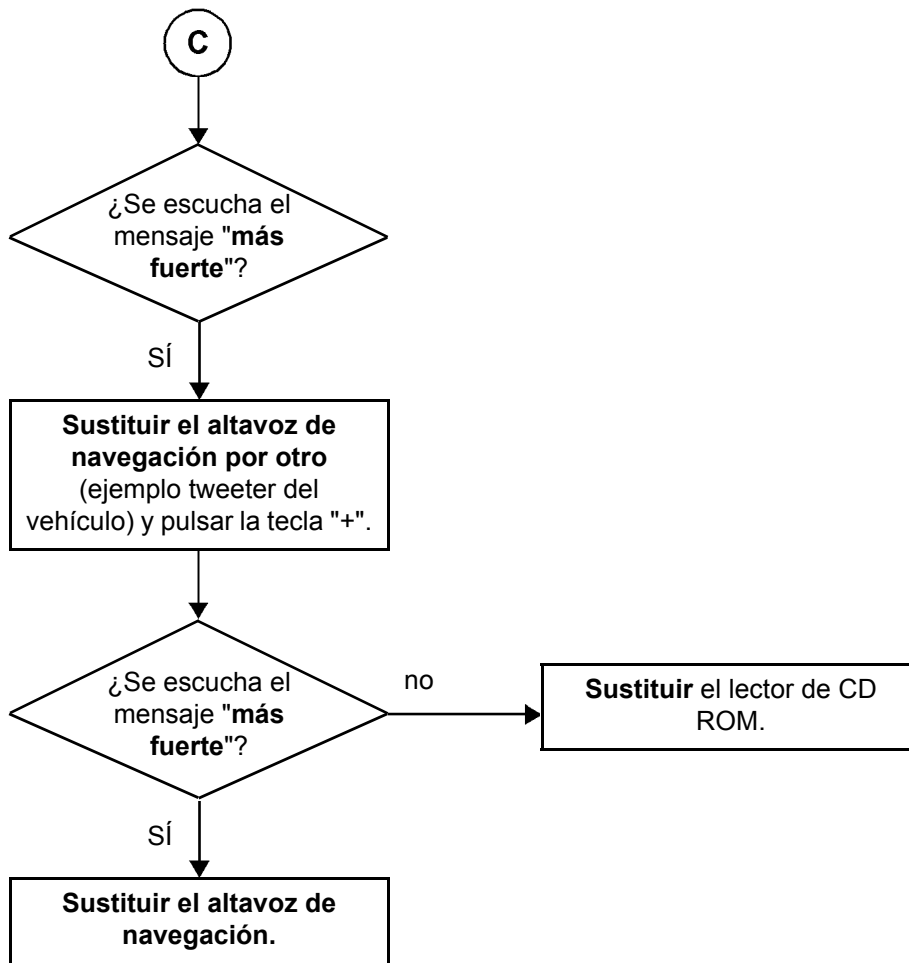 C
¿Se escucha el
mensaje "más
fuerte"?
SÍ
Sustituir el altavoz de
navegación por otro
(ejemplo tweeter del
vehículo) y pulsar la tecla "+".
¿Se escucha el
mensaje "más
fuerte"?
no
Sustituir el lector de CD
ROM.
SÍ
Sustituir el altavoz de
navegación.